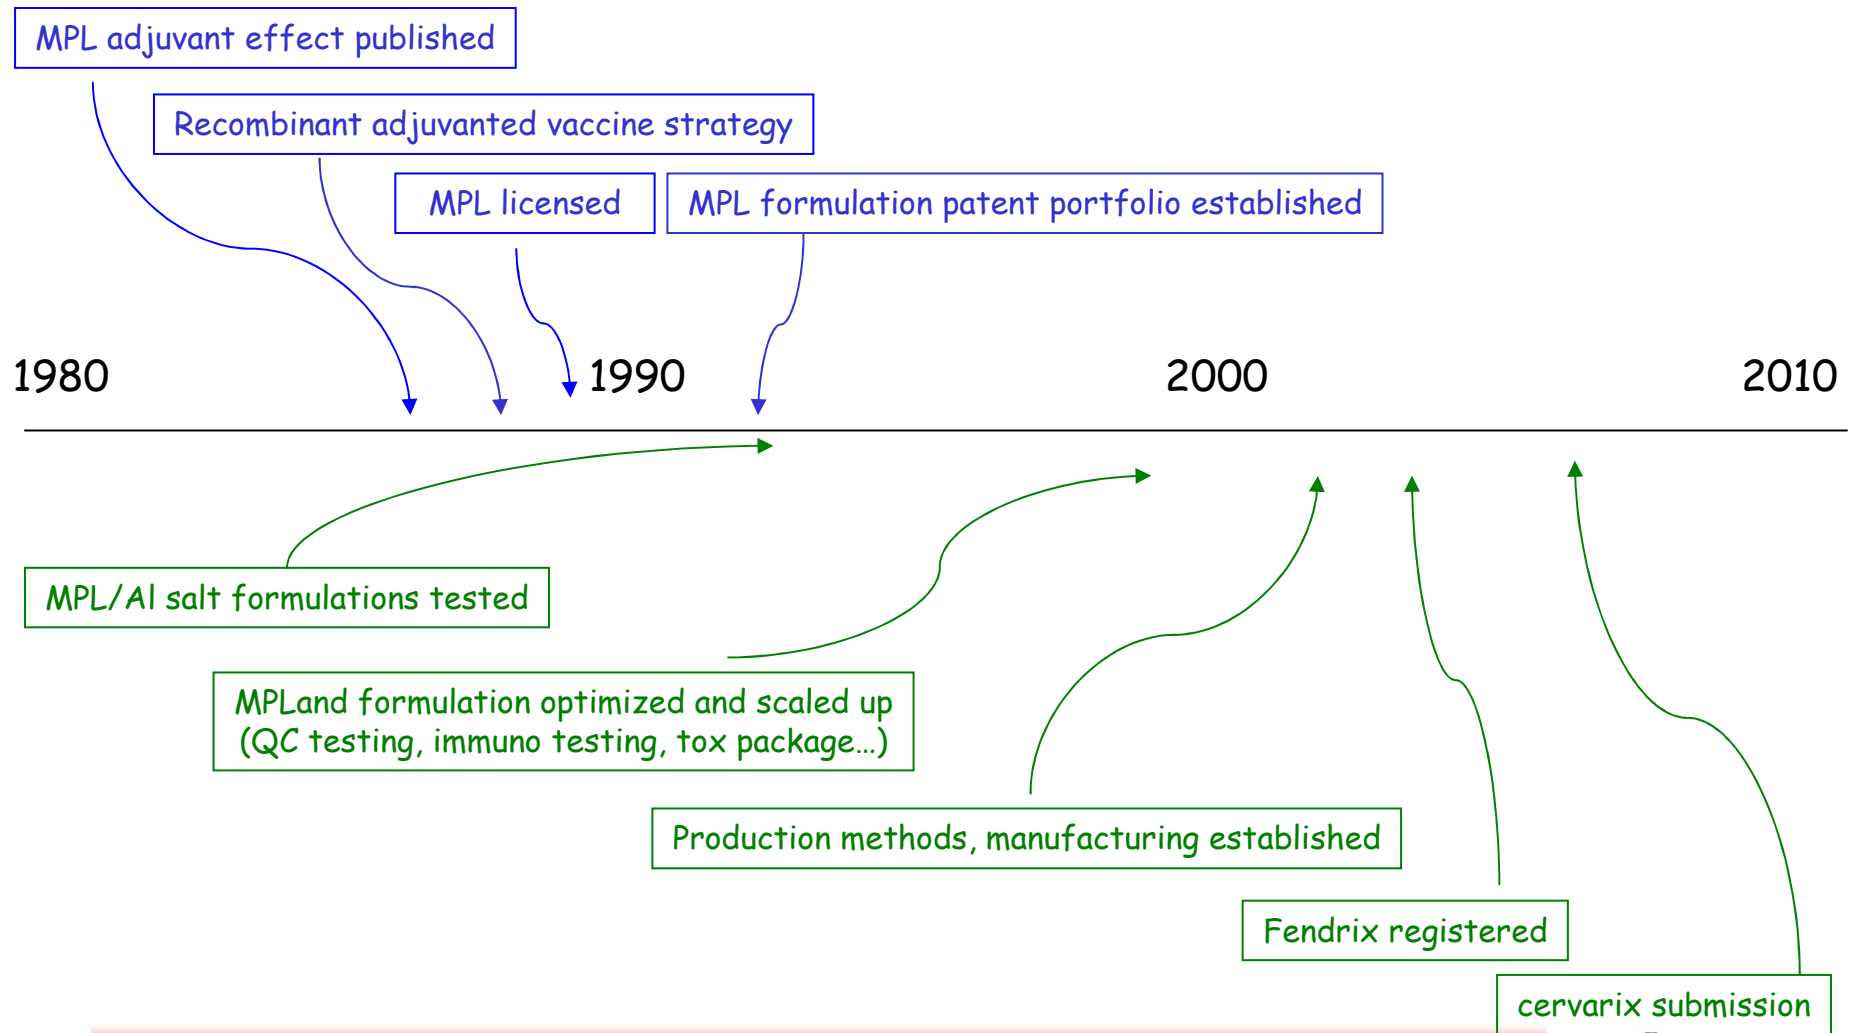 MPL adjuvant effect published
Recombinant adjuvanted vaccine strategy
MPL licensed
MPL formulation patent portfolio established
1980
1990
2000
2010
MPL/Al salt formulations tested
MPLand formulation optimized and scaled up
(QC testing, immuno testing, tox package…)
Production methods, manufacturing established
Fendrix registered
cervarix submission